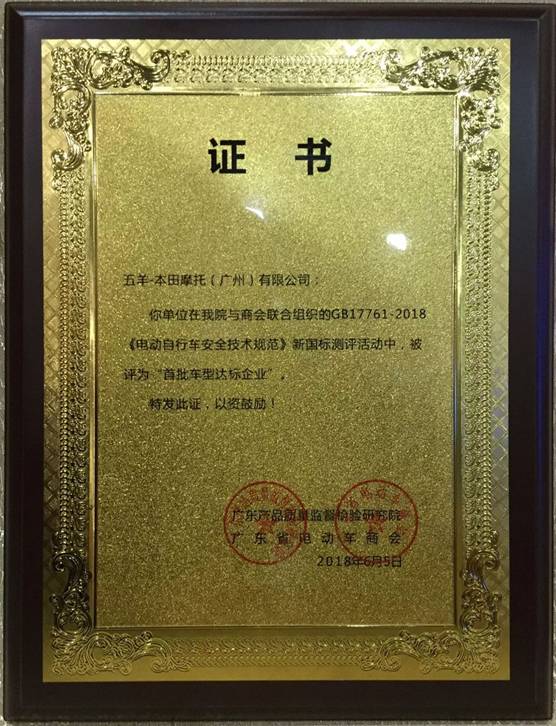 证 书
五羊-本田摩托（广州）有限公司：
你单位在我院与商会联合组织的GB17761-2018
《电动自行车安全技术规范》新国标测评活动中，被
评为“首批车型达标企业”。
特发此证，以资鼓励！
广东产品质量监督检验研究院
广东省电动车商会
2018年6月5日